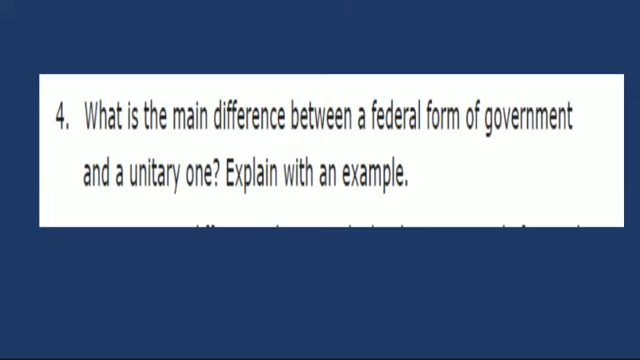 4. What is the main difference between a federal form of government
and a unitary one? Explain with an example.